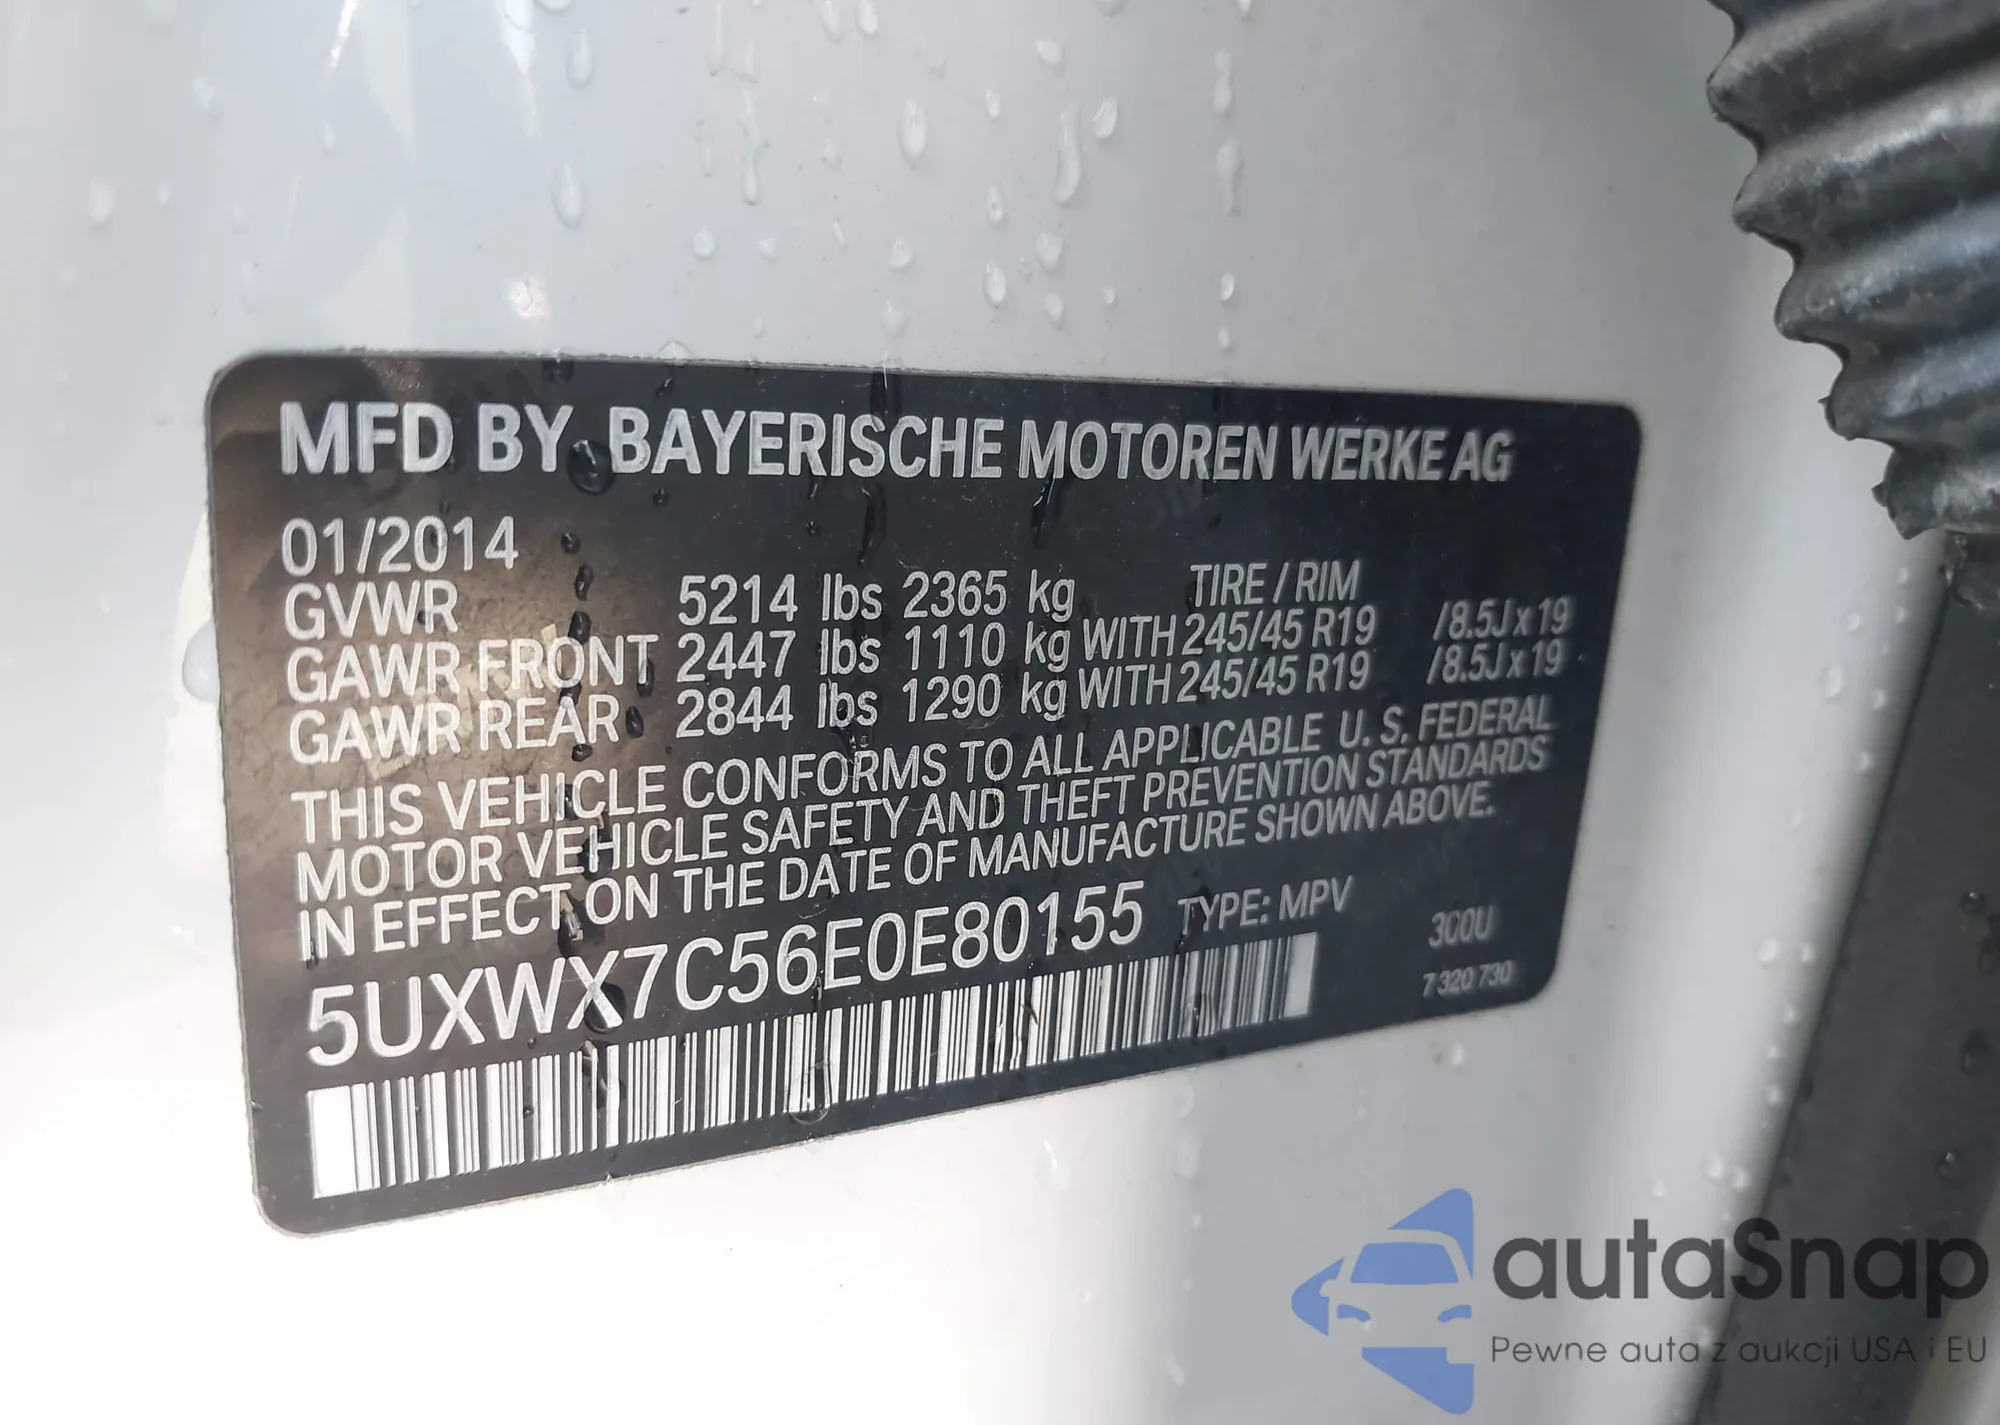 MFD BY. BAYERISCHE MOTOREN WERKE AG
01/2014
GVWR 5214 lbs 2365 kg TIRE / RIM
GAWR FRONT 2447 lbs 1110 kg WITH 245/45 R19 /8.5J x 19
GAWR REAR 2844 lbs 1290 kg WITH 245/45 R19 /8.5J x 19
THIS VEHICLE CONFORMS TO ALL APPLICABLE U. S. FEDERAL
MOTOR VEHICLE SAFETY AND THEFT PREVENTION STANDARDS
IN EFFECT ON THE DATE OF MANUFACTURE SHOWN ABOVE.
5UXWX7C56E0E80155 TYPE: MPV
3C0U
7 320 730
autaSnap
Pewne auta z aukcji USA i EU